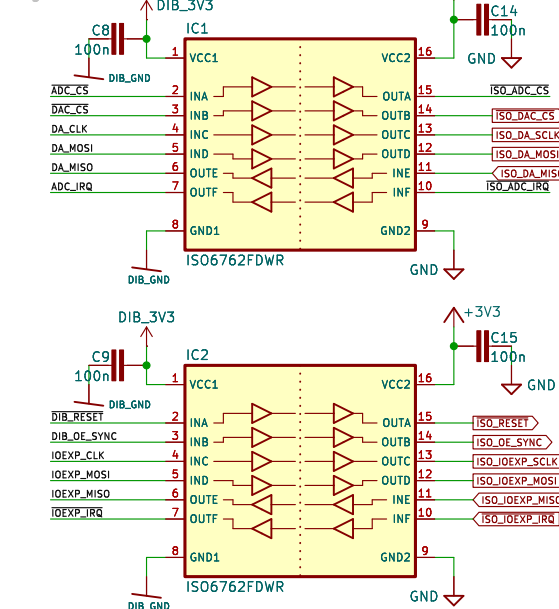 DIB_3V3
C8
100n
DIB_GND
IC1
C14
100n
GND
1 VCC1 VCC2 16
ADC_CS 2 INA OUTA 15 ISO_ADC_CS
DAC_CS 3 INB OUTB 14 ISO_DAC_CS
DA_CLK 4 INC OUTC 13 ISO_DA_SCLK
DA_MOSI 5 IND OUTD 12 ISO_DA_MOSI
DA_MISO 6 OUTE INE 11 ISO_DA_MIS
ADC_IRQ 7 OUTF INF 10 ISO_ADC_IRQ
8 GND1 GND2 9
DIB_GND
ISO6762FDWR
GND
DIB_3V3
C9
100n
DIB_GND
IC2
+3V3
C15
100n
GND
1 VCC1 VCC2 16
DIB_RESET 2 INA OUTA 15 ISO_RESET
DIB_OE_SYNC 3 INB OUTB 14 ISO_OE_SYNC
IOEXP_CLK 4 INC OUTC 13 ISO_IOEXP_SCLK
IOEXP_MOSI 5 IND OUTD 12 ISO_IOEXP_MOSI
IOEXP_MISO 6 OUTE INE 11 ISO_IOEXP_MISO
IOEXP_IRQ 7 OUTF INF 10 ISO_IOEXP_IRQ
8 GND1 GND2 9
DIB_GND
ISO6762FDWR
GND